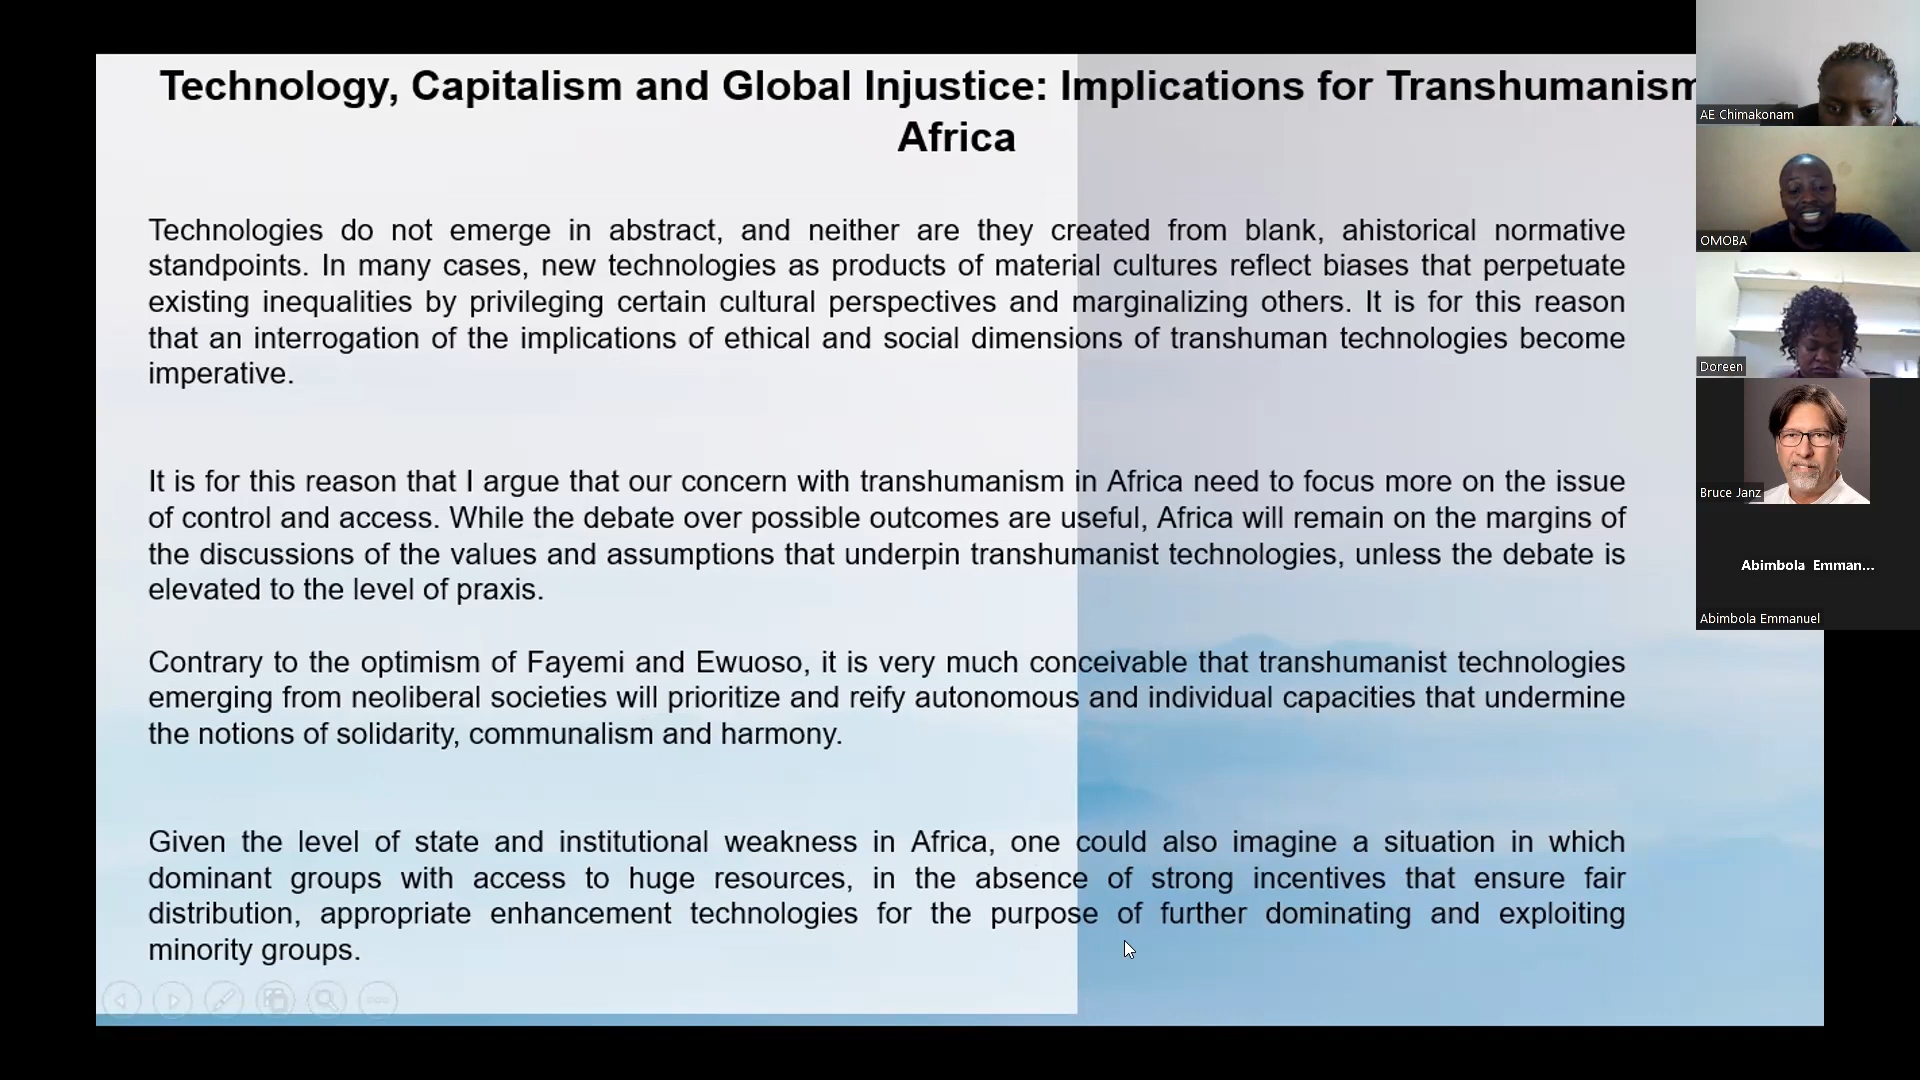 Technology, Capitalism and Global Injustice: Implications for Transhumanism
Africa
Technologies do not emerge in abstract, and neither are they created from blank, ahistorical normative
standpoints. In many cases, new technologies as products of material cultures reflect biases that perpetuate
existing inequalities by privileging certain cultural perspectives and marginalizing others. It is for this reason
that an interrogation of the implications of ethical and social dimensions of transhuman technologies become
imperative.
It is for this reason that I argue that our concern with transhumanism in Africa need to focus more on the issue
of control and access. While the debate over possible outcomes are useful, Africa will remain on the margins of
the discussions of the values and assumptions that underpin transhumanist technologies, unless the debate is
elevated to the level of praxis.
Contrary to the optimism of Fayemi and Ewuoso, it is very much conceivable that transhumanist technologies
emerging from neoliberal societies will prioritize and reify autonomous and individual capacities that undermine
the notions of solidarity, communalism and harmony.
Given the level of state and institutional weakness in Africa, one could also imagine a situation in which
dominant groups with access to huge resources, in the absence of strong incentives that ensure fair
distribution, appropriate enhancement technologies for the purpose of further dominating and exploiting
minority groups.
AE Chimakonam
OMOBA
Doreen
Bruce Janz
Abimbola Emman...
Abimbola Emmanuel